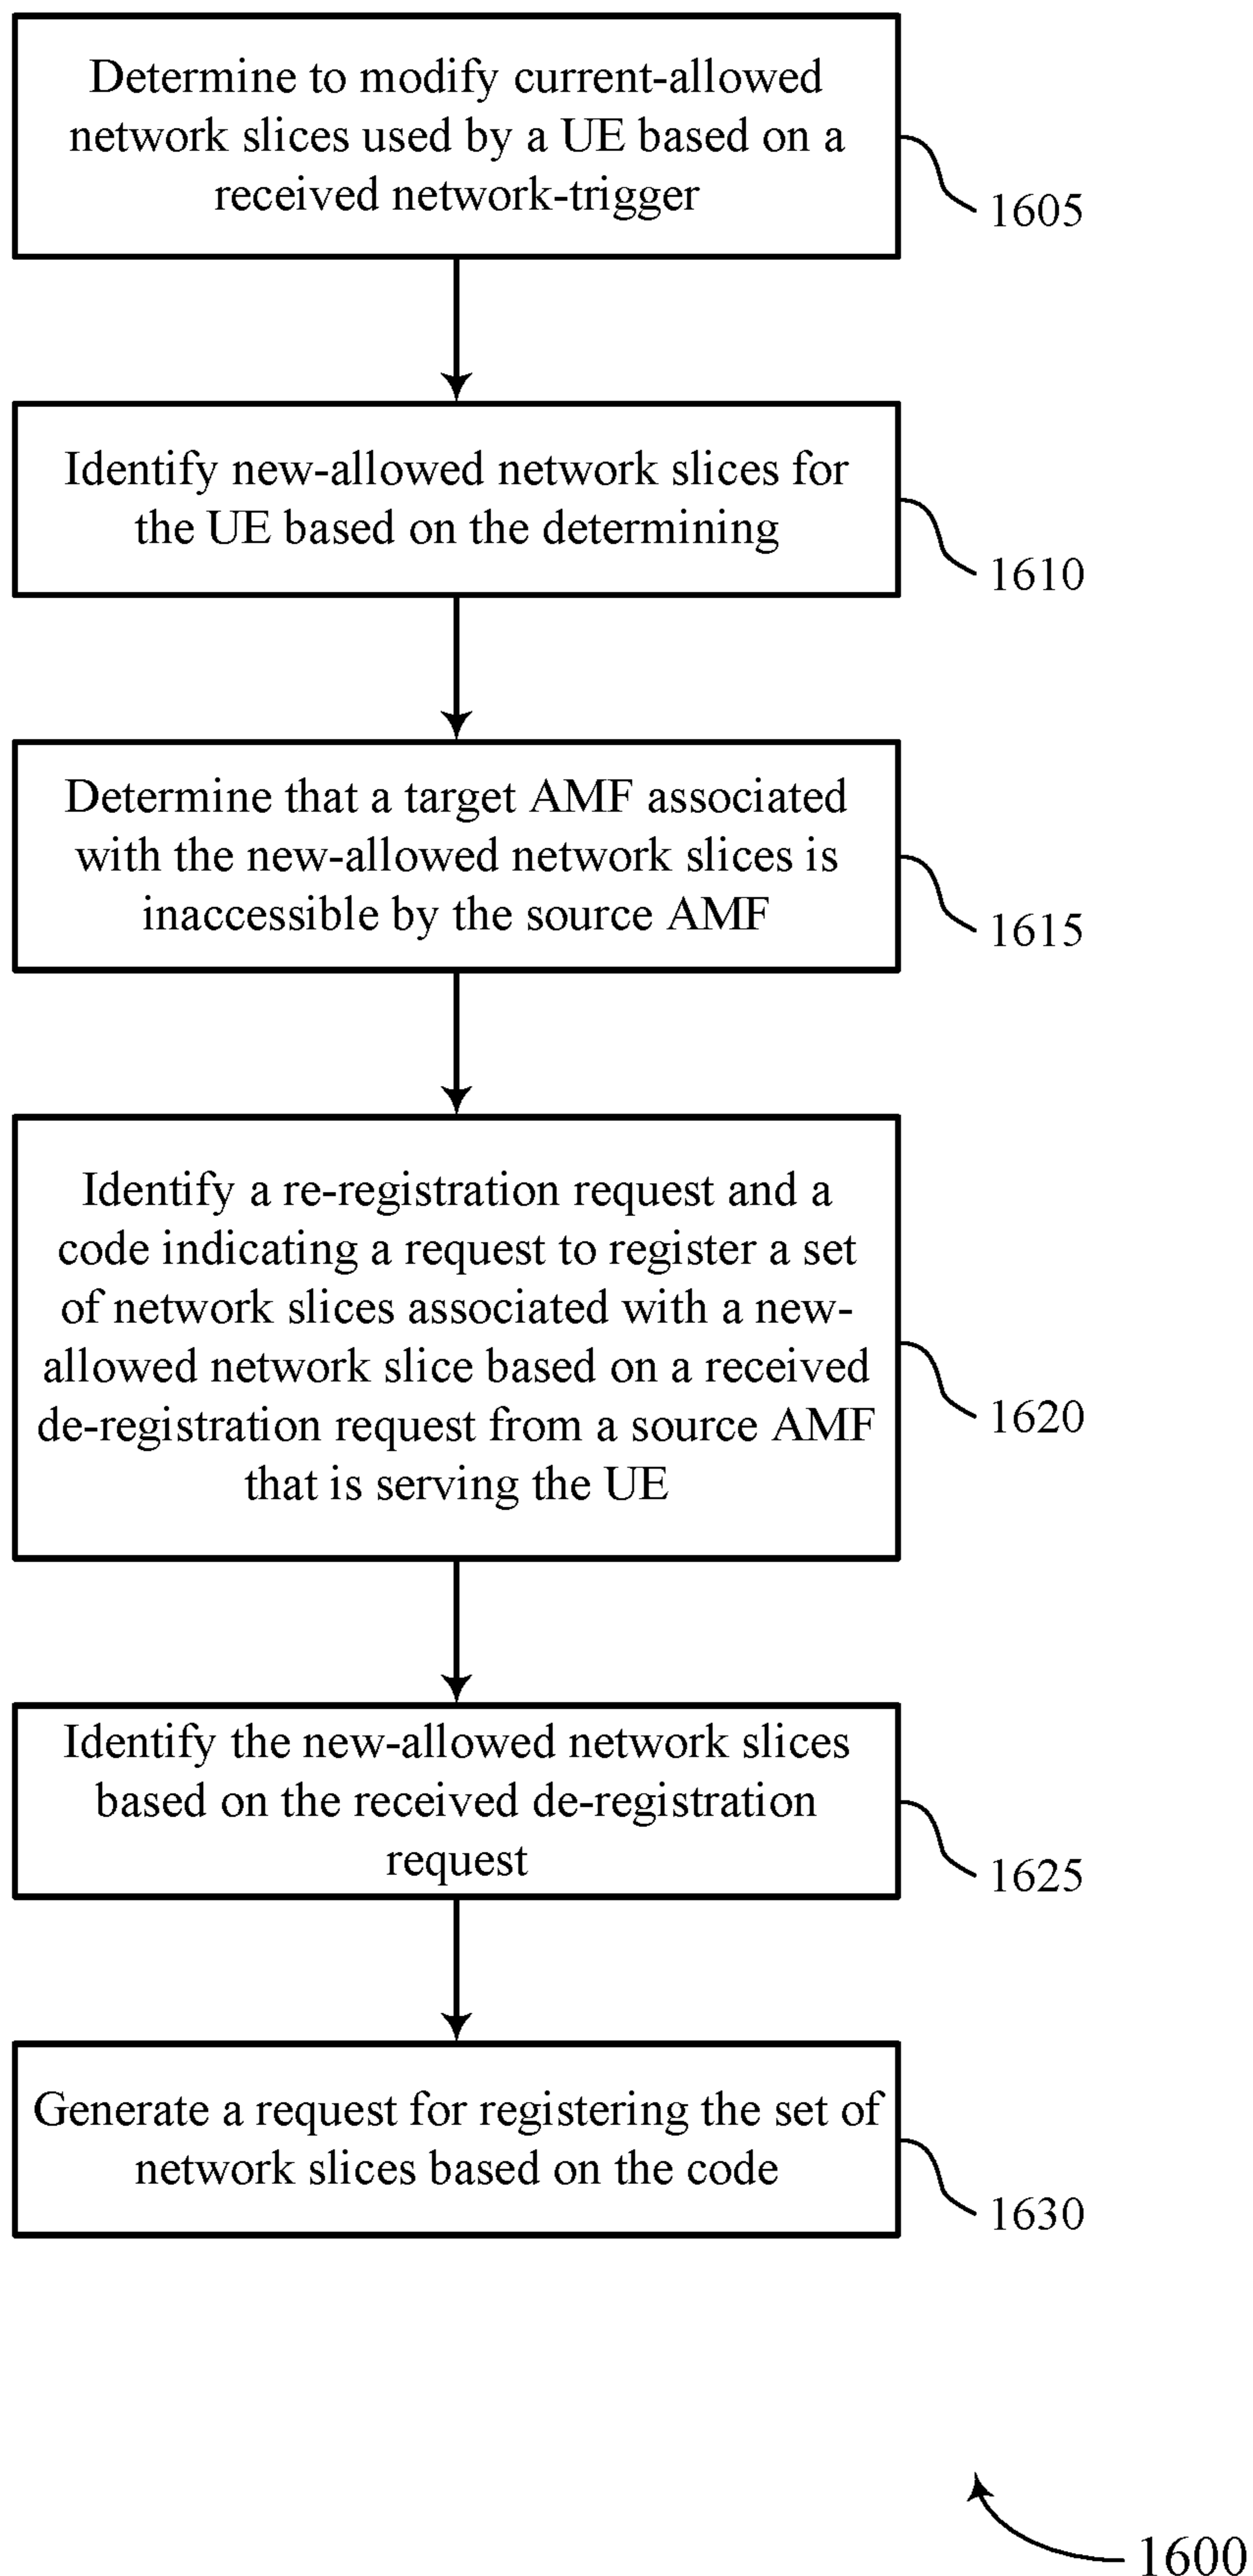 Determine to modify current-allowed
network slices used by a UE based on a
received network-trigger
1605
Identify new-allowed network slices for
the UE based on the determining
1610
Determine that a target AMF associated
with the new-allowed network slices is
inaccessible by the source AMF
1615
Identify a re-registration request and a
code indicating a request to register a set
of network slices associated with a new-
allowed network slice based on a received
de-registration request from a source AMF
that is serving the UE
1620
Identify the new-allowed network slices
based on the received de-registration
request
1625
Generate a request for registering the set of
network slices based on the code
1630
1600